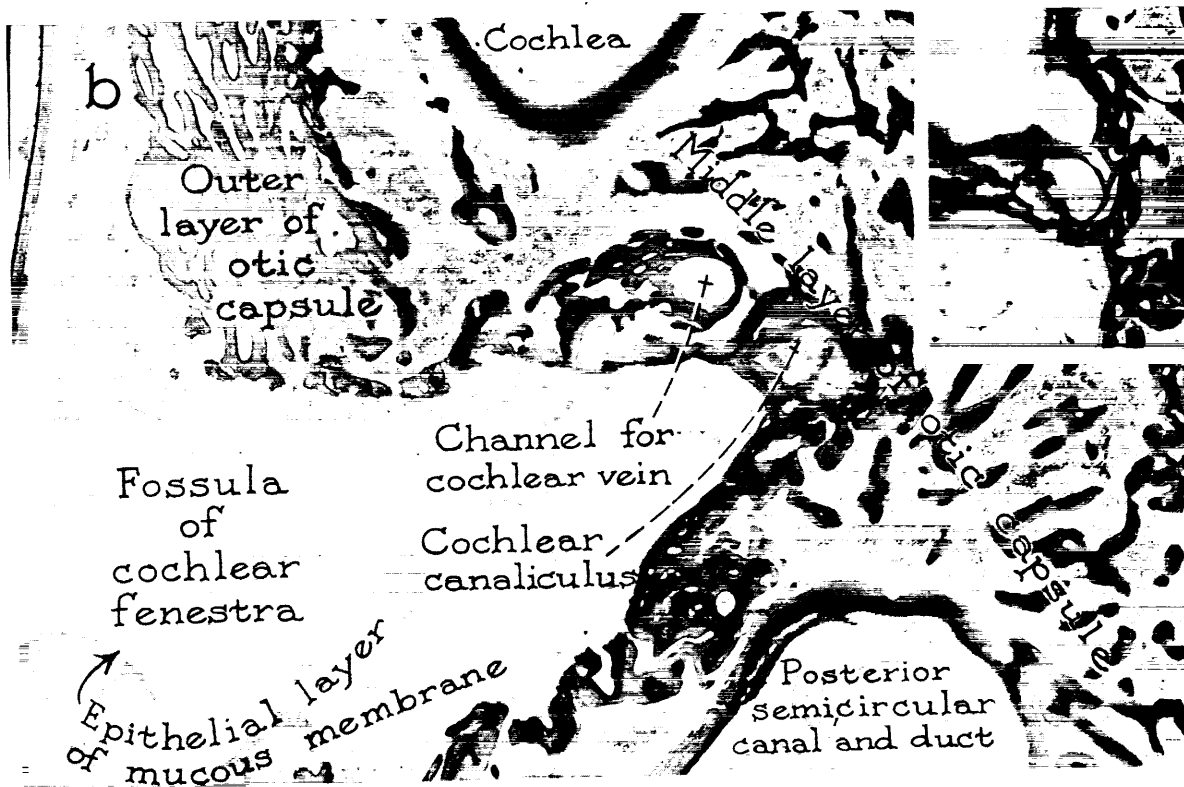 Cochlea
b
Outer
layer of
otic
capsule
Middle layer of otic capsule
Channel for
cochlear vein
Cochlear
canaliculus
Fossula
of
cochlear
fenestra
Epithelial layer
of mucous membrane
Posterior
semicircular
canal and duct